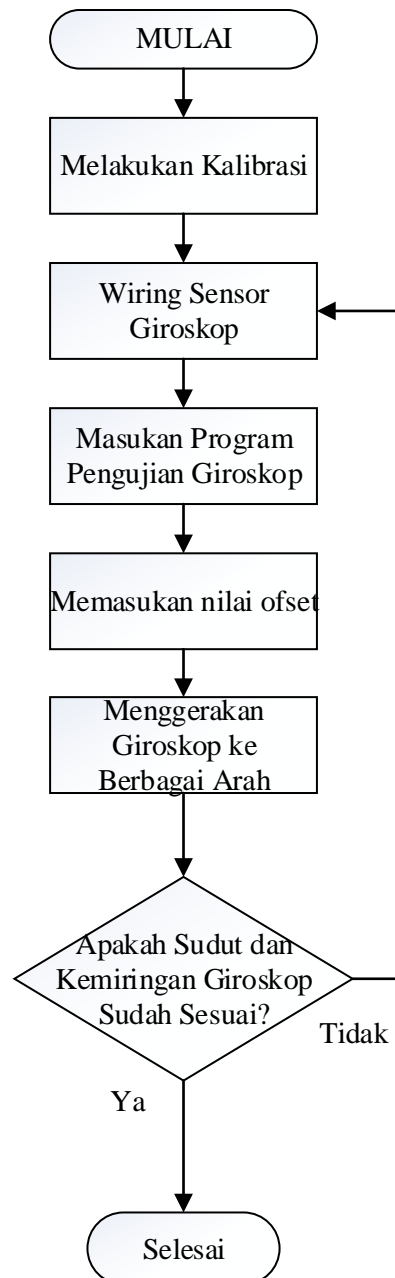 MULAI
Melakukan Kalibrasi
Wiring Sensor
Giroskop
Masukan Program
Pengujian Giroskop
Memasukan nilai ofset
Menggerakan
Giroskop ke
Berbagai Arah
Apakah Sudut dan
Kemiringan Giroskop
Sudah Sesuai?
Tidak
Ya
Selesai